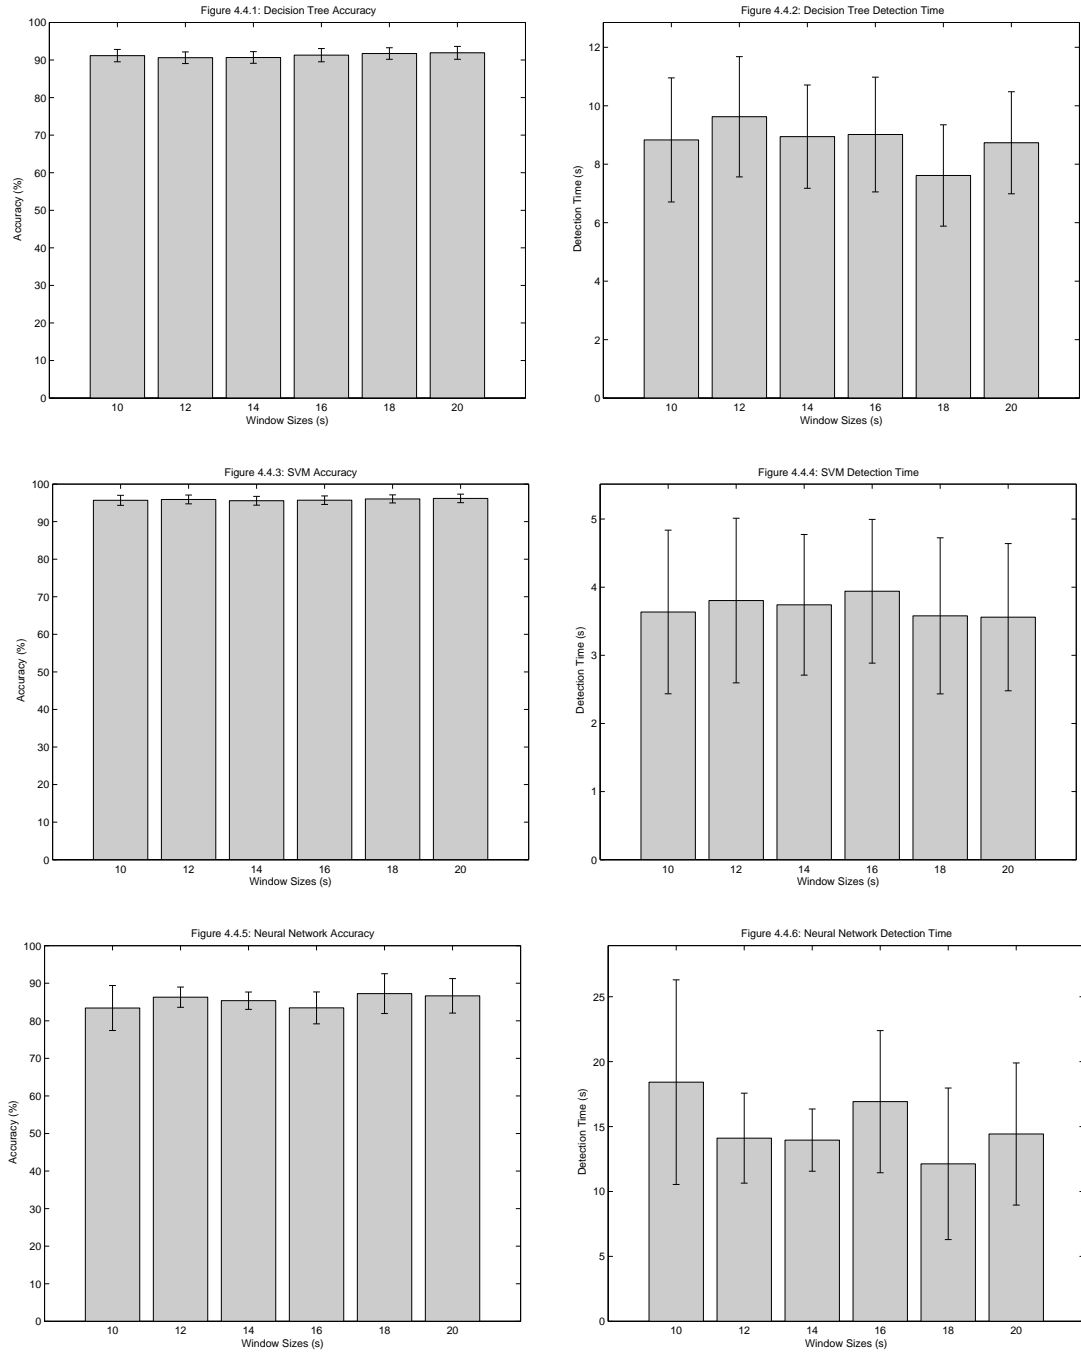 Figure 4.4.1: Decision Tree Accuracy
100
90
80
70
60
50
40
30
20
10
0
Accuracy (%)
10 12 14 16 18 20
Window Sizes (s)
Figure 4.4.2: Decision Tree Detection Time
12
10
8
6
4
2
0
Detection Time (s)
10 12 14 16 18 20
Window Sizes (s)
Figure 4.4.3: SVM Accuracy
100
90
80
70
60
50
40
30
20
10
0
Accuracy (%)
10 12 14 16 18 20
Window Sizes (s)
Figure 4.4.4: SVM Detection Time
5
4
3
2
1
0
Detection Time (s)
10 12 14 16 18 20
Window Sizes (s)
Figure 4.4.5: Neural Network Accuracy
100
90
80
70
60
50
40
30
20
10
0
Accuracy (%)
10 12 14 16 18 20
Window Sizes (s)
Figure 4.4.6: Neural Network Detection Time
25
20
15
10
5
0
Detection Time (s)
10 12 14 16 18 20
Window Sizes (s)